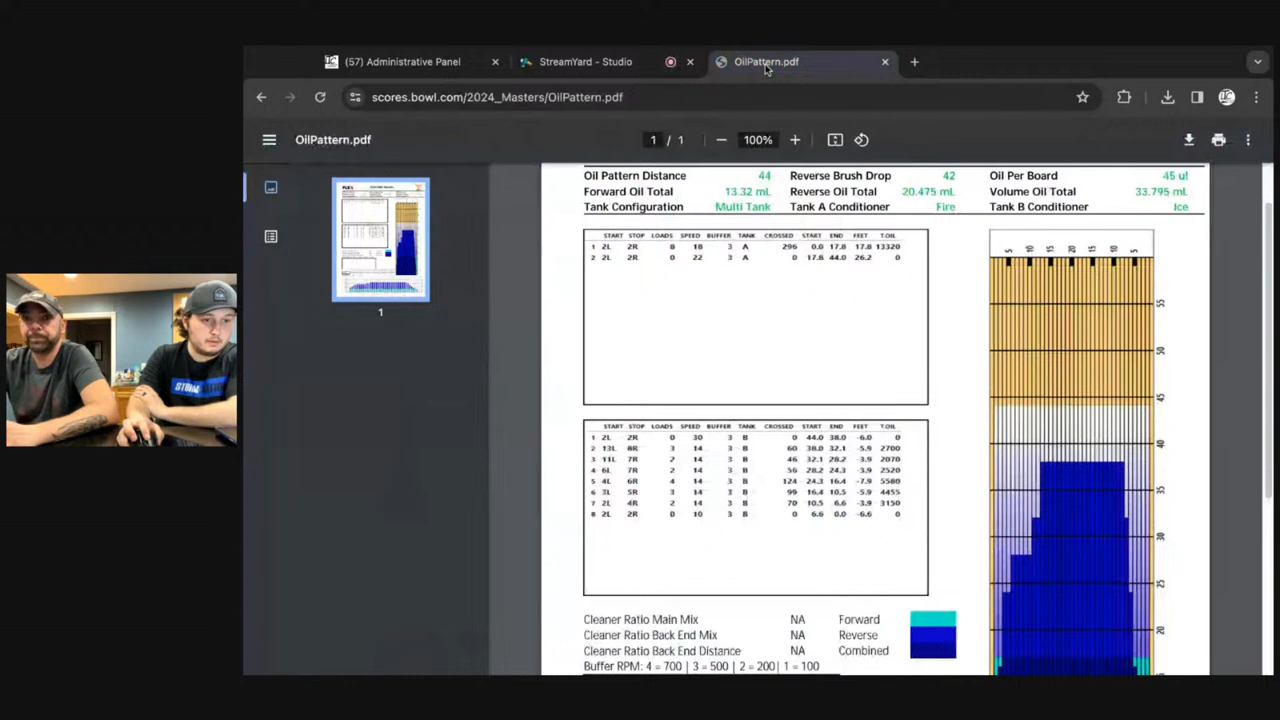 (57) Administrative Panel
StreamYard - Studio
OilPattern.pdf
scores.bowl.com/2024_Masters/OilPattern.pdf
OilPattern.pdf
1 / 1
100%
1
Oil Pattern Distance 44 Reverse Brush Drop 42 Oil Per Board 45 ul
Forward Oil Total 13.32 mL Reverse Oil Total 20.475 mL Volume Oil Total 33.795 mL
Tank Configuration Multi Tank Tank A Conditioner Fire Tank B Conditioner Ice
START STOP LOADS SPEED BUFFER TANK CROSSED START END FEET T.OIL
1 2L 2R 8 18 3 A 296 0.0 17.8 17.8 13320
2 2L 2R 0 22 3 A 0 17.8 44.0 26.2 0
START STOP LOADS SPEED BUFFER TANK CROSSED START END FEET T.OIL
1 2L 2R 0 30 3 B 0 44.0 38.0 -6.0 0
2 13L 8R 3 14 3 B 60 38.0 32.1 -5.9 2700
3 11L 7R 2 14 3 B 46 32.1 28.2 -3.9 2070
4 6L 7R 2 14 3 B 56 28.2 24.3 -3.9 2520
5 4L 6R 4 14 3 B 124 24.3 16.4 -7.9 5580
6 3L 5R 3 14 3 B 99 16.4 10.5 -5.9 4455
7 2L 4R 2 14 3 B 70 10.5 6.6 -3.9 3150
8 2L 2R 0 10 3 B 0 6.6 0.0 -6.6 0
Cleaner Ratio Main Mix NA Forward
Cleaner Ratio Back End Mix NA Reverse
Cleaner Ratio Back End Distance NA Combined
Buffer RPM: 4 = 700 | 3 = 500 | 2 = 200 | 1 = 100
5 10 15 20 15 10 5
55
50
45
40
35
30
25
20